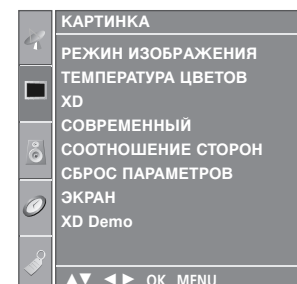 КАРТИНКА
РЕЖИН ИЗОБРАЖЕНИЯ
ТЕМПЕРАТУРА ЦВЕТОВ
XD
СОВРЕМЕННЫЙ
СООТНОШЕНИЕ СТОРОН
СБРОС ПАРАМЕТРОВ
ЭКРАН
XD Demo
▲▼ ◄► OK MENU